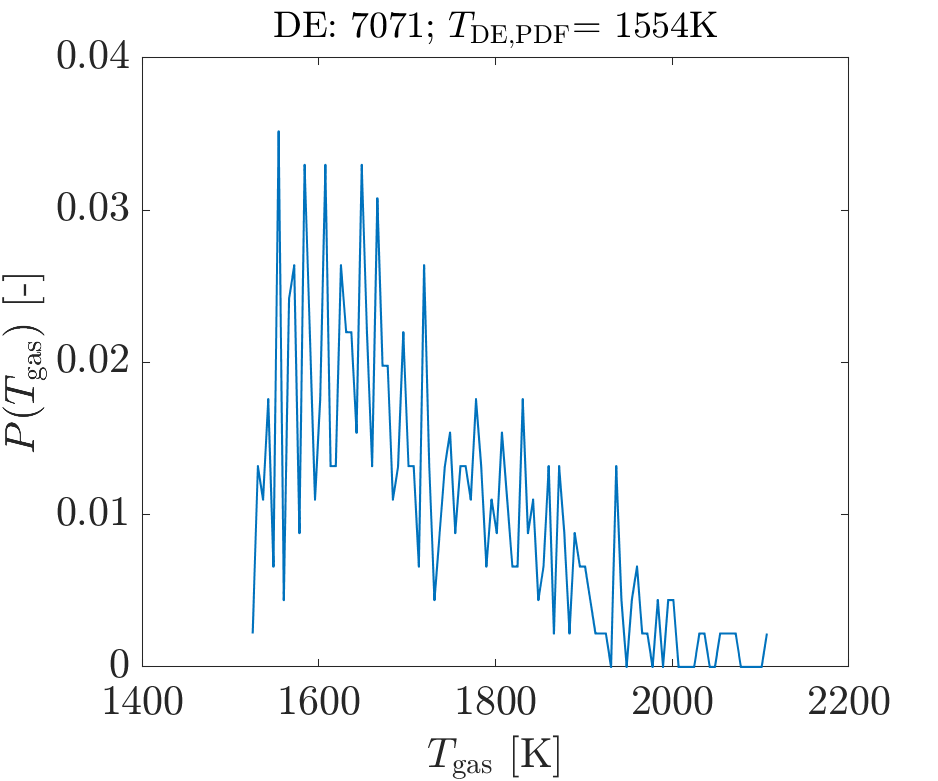 DE: 7071; T_DE,PDF= 1554K
0.04
0.03
0.02
0.01
0
P(T_gas) [-]
1400 1600 1800 2000 2200
T_gas [K]